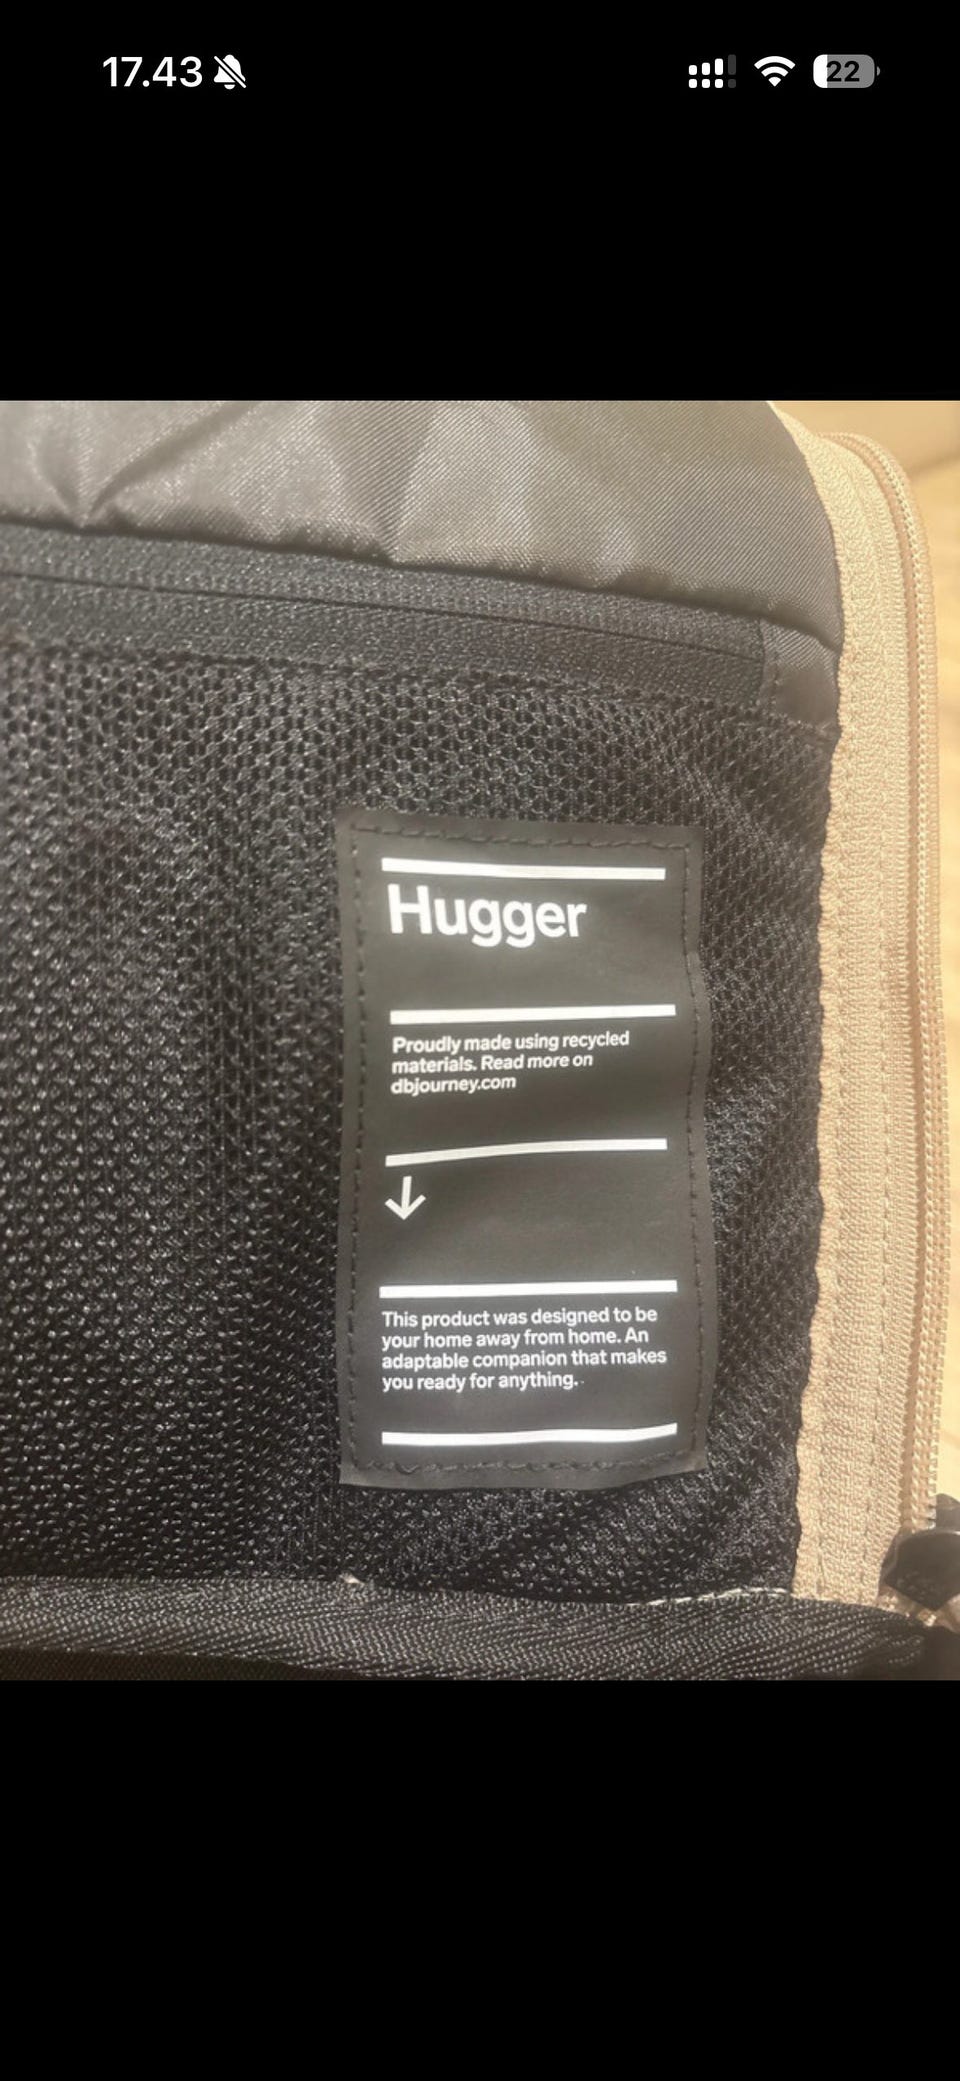 17.43
22
Hugger
Proudly made using recycled
materials. Read more on
dbjourney.com
This product was designed to be
your home away from home. An
adaptable companion that makes
you ready for anything.